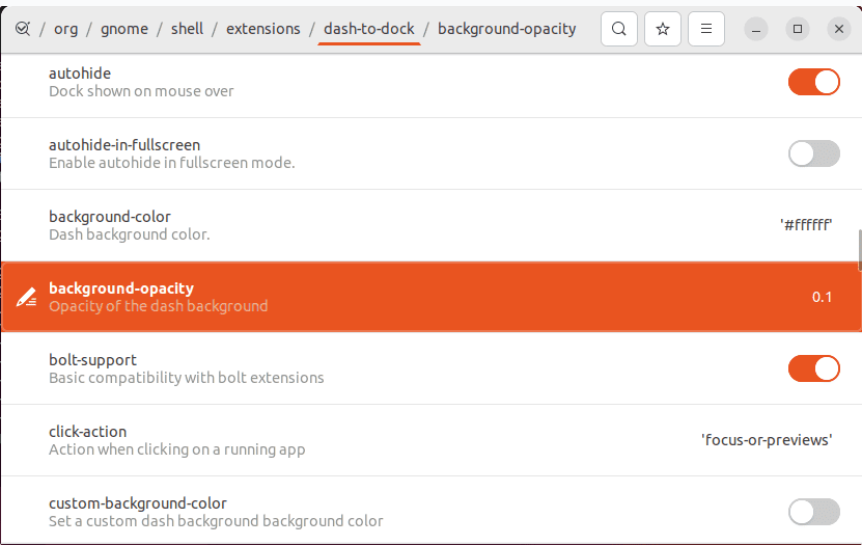 / org / gnome / shell / extensions / dash-to-dock / background-opacity
autohide
Dock shown on mouse over
autohide-in-fullscreen
Enable autohide in fullscreen mode.
background-color
Dash background color.
'#ffffff'
background-opacity
Opacity of the dash background
0.1
bolt-support
Basic compatibility with bolt extensions
click-action
Action when clicking on a running app
'focus-or-previews'
custom-background-color
Set a custom dash background background color